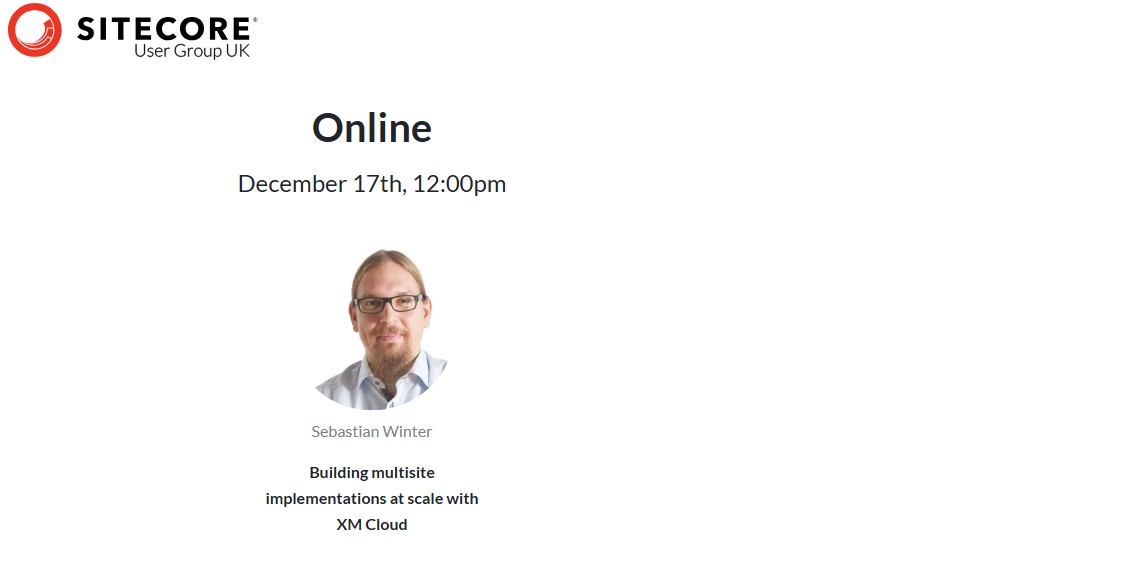 SITECORE®
User Group UK
Online
December 17th, 12:00pm
Sebastian Winter
Building multisite
implementations at scale with
XM Cloud